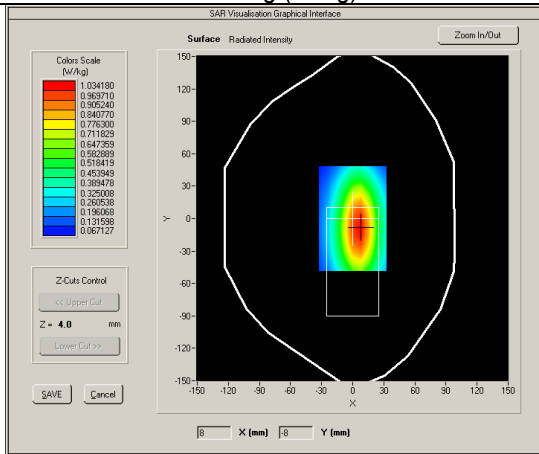 SAR Visualisation Graphical Interface
Surface Radiated Intensity
Zoom In/Out
Colors Scale
(W/kg)
1.034180
0.969710
0.905240
0.840770
0.776300
0.711829
0.647359
0.582889
0.518419
0.453949
0.389478
0.325008
0.260538
0.196068
0.131598
0.067127
Z-Cuts Control
<< Upper Cut
Z = 4.0 mm
Lower Cut >>
SAVE Cancel
150-
120-
90-
60-
30-
0-
-30-
-60-
-90-
-120-
-150-
Y
-150 -120 -90 -60 -30 0 30 60 90 120 150
X
8 X (mm) -8 Y (mm)